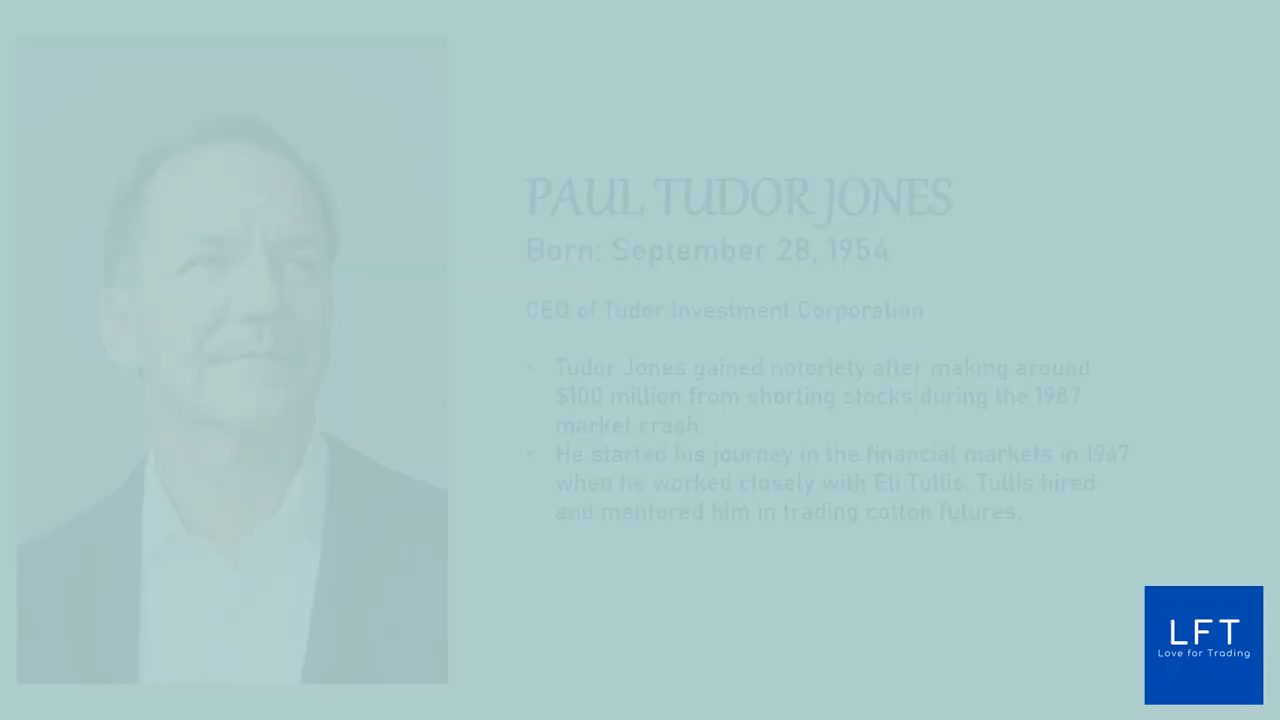 PAUL TUDOR JONES
Born: September 28, 1954
CEO of Tudor Investment Corporation
• Tudor Jones gained notoriety after making around
$100 million from shorting stocks during the 1987
market crash.
• He started his journey in the financial markets in 1967
when he worked closely with Eli Tullis. Tullis hired
and mentored him in trading cotton futures.
LFT
Love for Trading